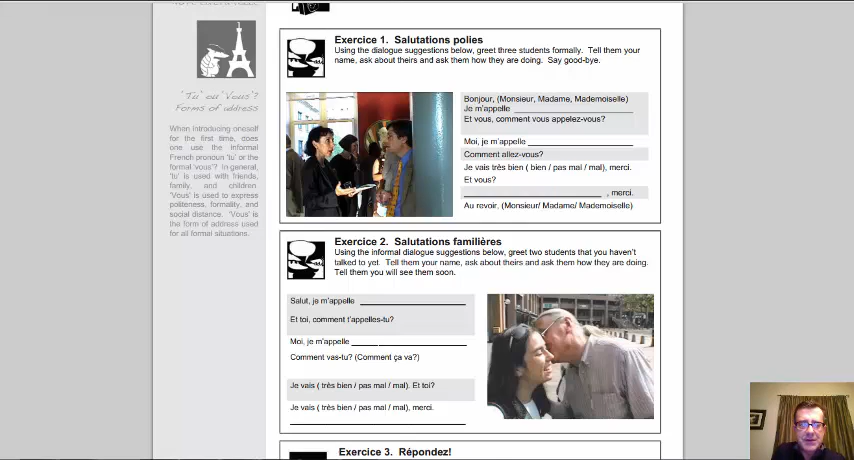 'Tu' ou 'Vous'?
Forms of address
When introducing oneself
for the first time, does
one use the informal
French pronoun 'tu' or the
formal 'vous'? In general,
'tu' is used with friends,
family, and children.
'Vous' is used to express
politeness, formality, and
social distance. 'Vous' is
the form of address used
for all formal situations.
Exercice 1. Salutations polies
Using the dialogue suggestions below, greet three students formally. Tell them your
name, ask about theirs and ask them how they are doing. Say good-bye.
Bonjour, (Monsieur, Madame, Mademoiselle)
Je m'appelle
Et vous, comment vous appelez-vous?
Moi, je m'appelle
Comment allez-vous?
Je vais très bien ( bien / pas mal / mal), merci.
Et vous?
, merci.
Au revoir, (Monsieur/ Madame/ Mademoiselle)
Exercice 2. Salutations familières
Using the informal dialogue suggestions below, greet two students that you haven't
talked to yet. Tell them your name, ask about theirs and ask them how they are doing.
Tell them you will see them soon.
Salut, je m'appelle
Et toi, comment t'appelles-tu?
Moi, je m'appelle
Comment vas-tu? (Comment ça va?)
Je vais ( très bien / pas mal / mal). Et toi?
Je vais ( très bien / pas mal / mal), merci.
Exercice 3. Répondez!